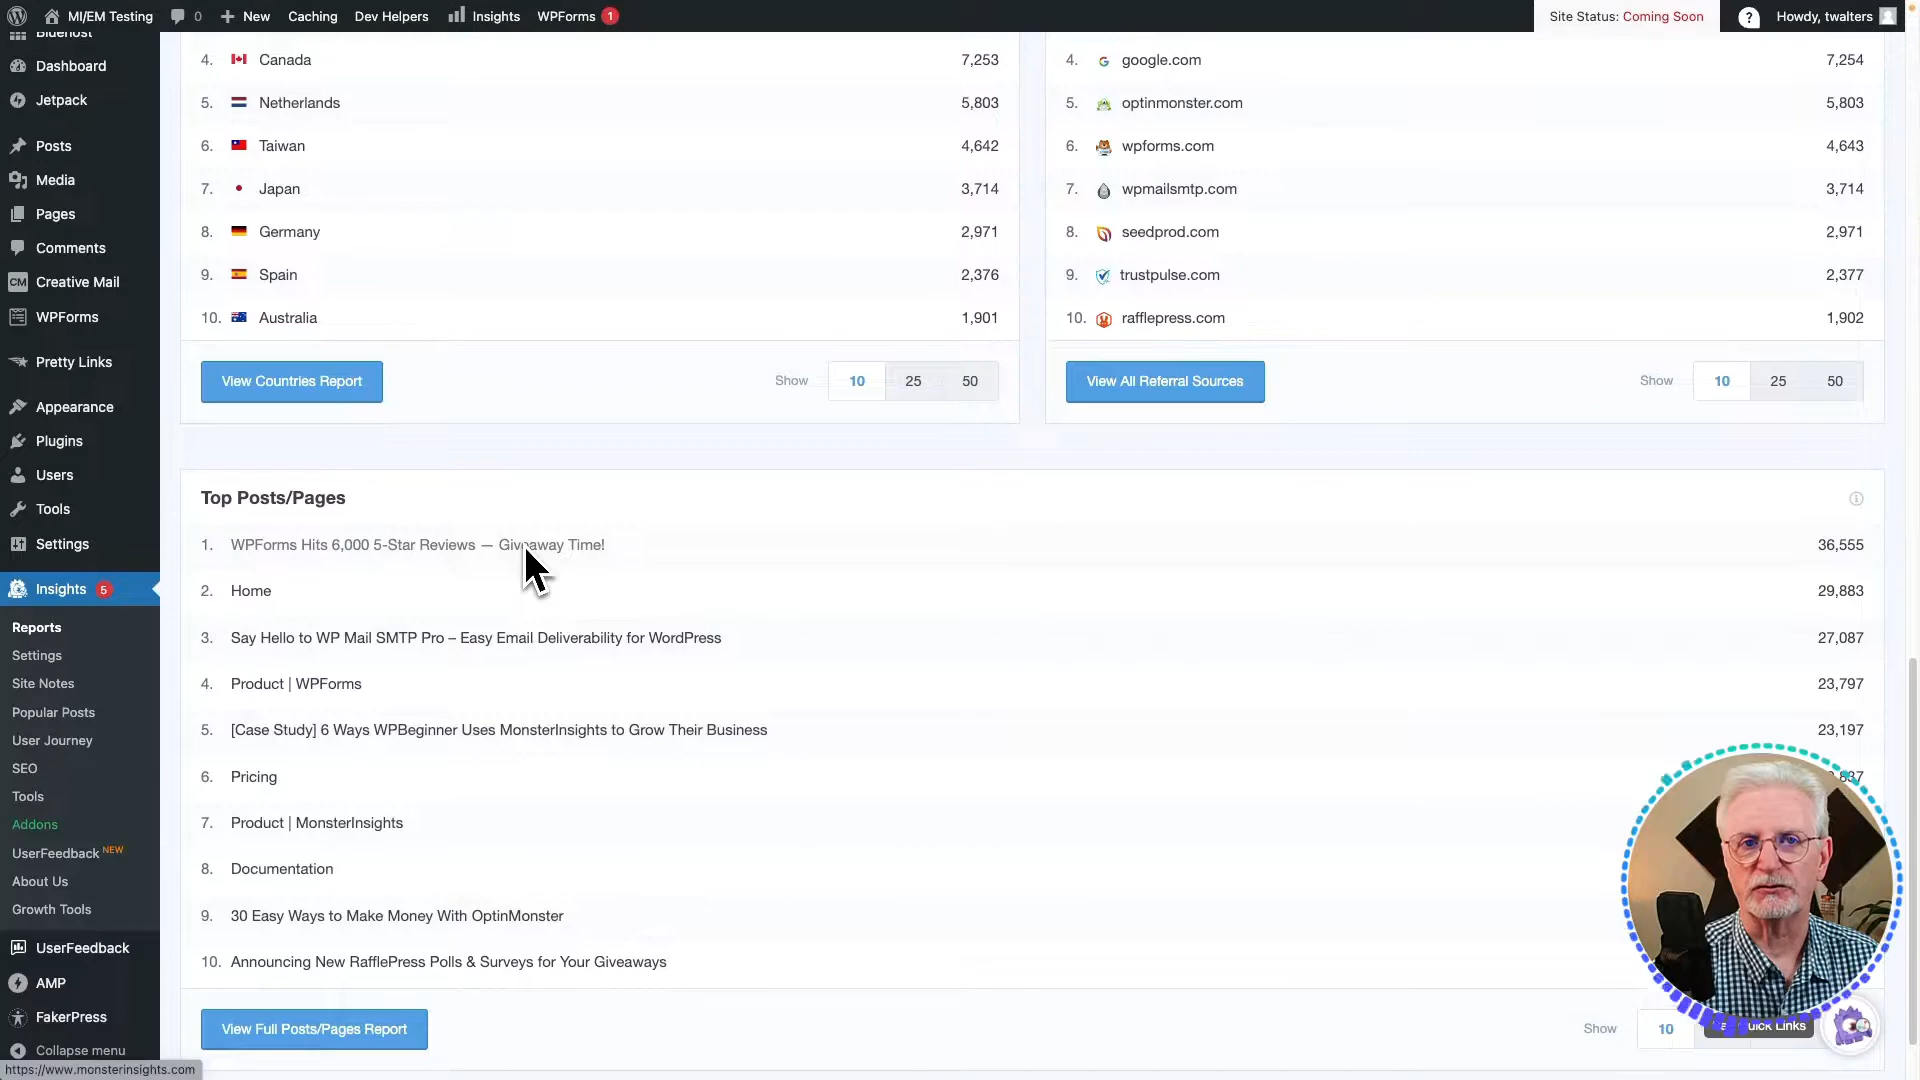 MI/EM Testing
0
New
Caching
Dev Helpers
Insights
WPForms
1
Site Status: Coming Soon
?
Howdy, twalters
Bluehost
Dashboard
Jetpack
Posts
Media
Pages
Comments
CM
Creative Mail
WPForms
Pretty Links
Appearance
Plugins
Users
Tools
Settings
Insights
5
Reports
Settings
Site Notes
Popular Posts
User Journey
SEO
Tools
Addons
UserFeedback NEW
About Us
Growth Tools
UserFeedback
AMP
FakerPress
Collapse menu
https://www.monsterinsights.com
4. Canada 7,253
5. Netherlands 5,803
6. Taiwan 4,642
7. Japan 3,714
8. Germany 2,971
9. Spain 2,376
10. Australia 1,901
View Countries Report
Show 10 25 50
4. google.com 7,254
5. optinmonster.com 5,803
6. wpforms.com 4,643
7. wpmailsmtp.com 3,714
8. seedprod.com 2,971
9. trustpulse.com 2,377
10. rafflepress.com 1,902
View All Referral Sources
Show 10 25 50
Top Posts/Pages
1. WPForms Hits 6,000 5-Star Reviews — Giveaway Time! 36,555
2. Home 29,883
3. Say Hello to WP Mail SMTP Pro – Easy Email Deliverability for WordPress 27,087
4. Product | WPForms 23,797
5. [Case Study] 6 Ways WPBeginner Uses MonsterInsights to Grow Their Business 23,197
6. Pricing
7. Product | MonsterInsights
8. Documentation
9. 30 Easy Ways to Make Money With OptinMonster
10. Announcing New RafflePress Polls & Surveys for Your Giveaways
View Full Posts/Pages Report
Show 10
Links